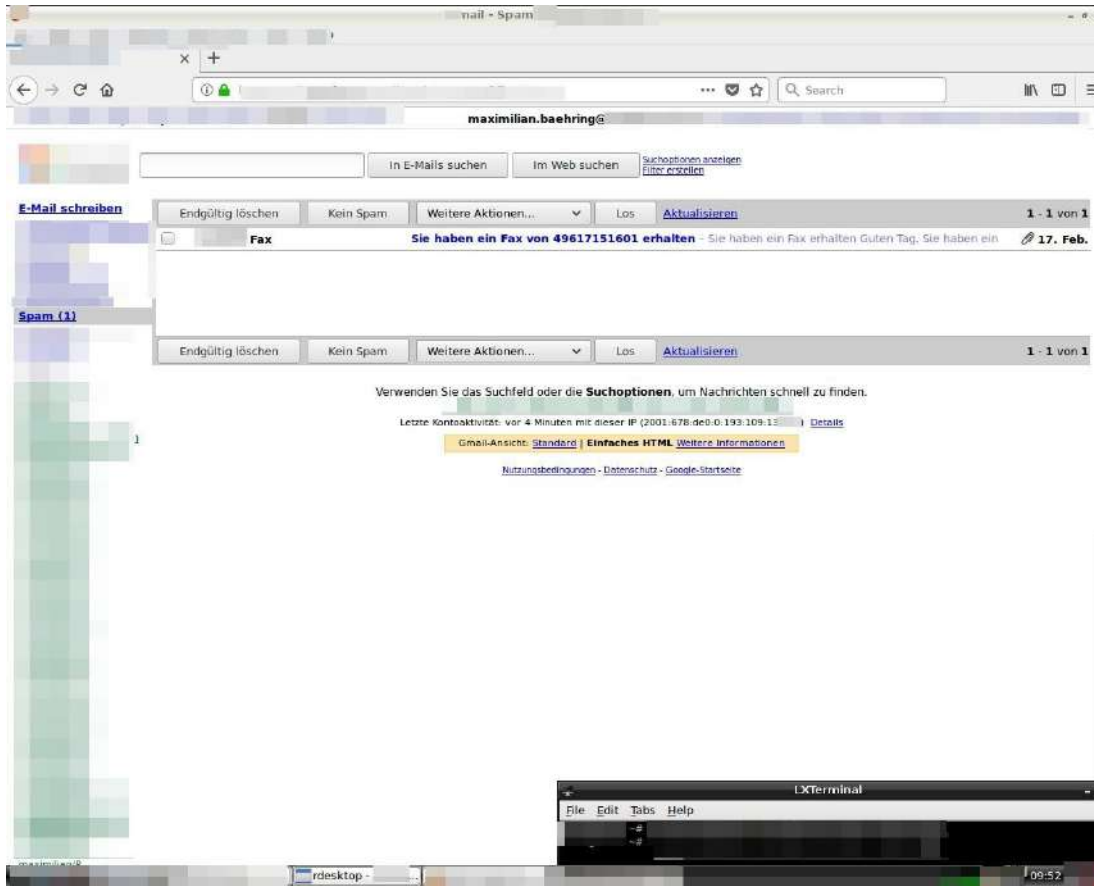 mail - Spam
Search
maximilian.baehring@
In E-Mails suchen Im Web suchen Suchoptionen anzeigen
Filter erstellen
E-Mail schreiben
Endgültig löschen Kein Spam Weitere Aktionen... Los Aktualisieren 1 - 1 von 1
Fax Sie haben ein Fax von 49617151601 erhalten - Sie haben ein Fax erhalten Guten Tag. Sie haben ein 17. Feb.
Spam (1)
Endgültig löschen Kein Spam Weitere Aktionen... Los Aktualisieren 1 - 1 von 1
Verwenden Sie das Suchfeld oder die Suchoptionen, um Nachrichten schnell zu finden.
Letzte Kontoaktivität: vor 4 Minuten mit dieser IP (2001:678:de0:0:193:109:13 ) Details
Gmail-Ansicht: Standard | Einfaches HTML Weitere Informationen
Nutzungsbedingungen - Datenschutz - Google-Startseite
LXTerminal
File Edit Tabs Help
~#
~#
rdesktop - 09:52